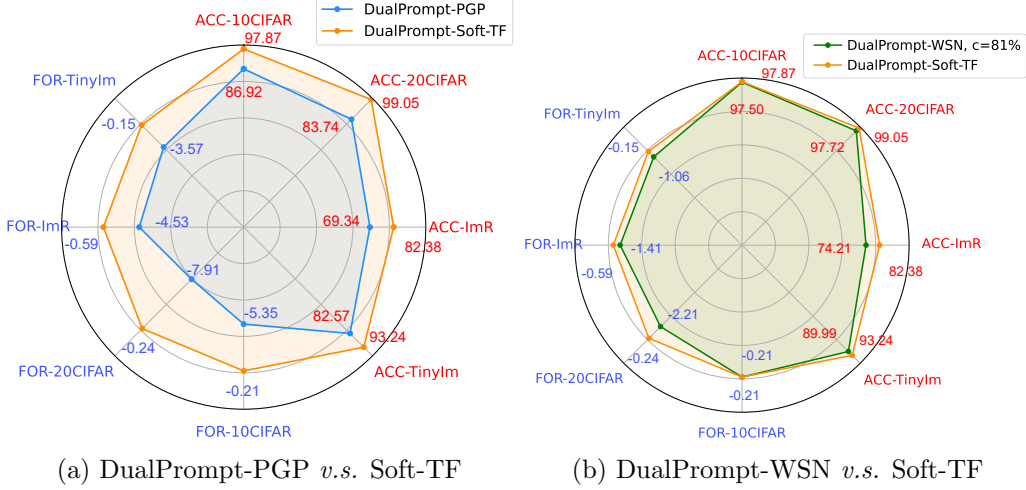 DualPrompt-PGP
DualPrompt-Soft-TF
ACC-10CIFAR
97.87
86.92
ACC-20CIFAR
99.05
83.74
ACC-ImR
82.38
69.34
ACC-TinyIm
93.24
82.57
FOR-10CIFAR
-0.21
-5.35
FOR-20CIFAR
-0.24
-7.91
FOR-ImR
-0.59
-4.53
FOR-TinyIm
-0.15
-3.57
(a) DualPrompt-PGP v.s. Soft-TF
DualPrompt-WSN, c=81%
DualPrompt-Soft-TF
ACC-10CIFAR
97.87
97.50
ACC-20CIFAR
99.05
97.72
ACC-ImR
82.38
74.21
ACC-TinyIm
93.24
89.99
FOR-10CIFAR
-0.21
-0.21
FOR-20CIFAR
-0.24
-2.21
FOR-ImR
-0.59
-1.41
FOR-TinyIm
-0.15
-1.06
(b) DualPrompt-WSN v.s. Soft-TF